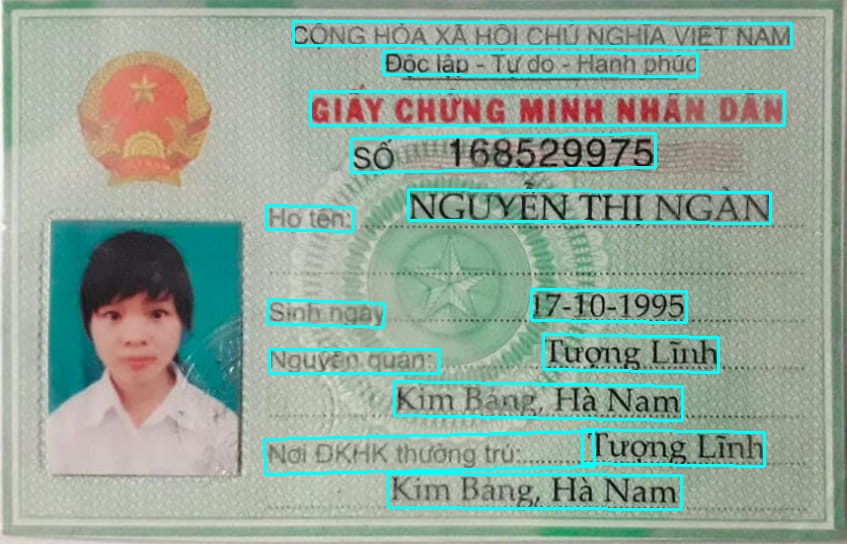 CỘNG HÒA XÃ HỘI CHỦ NGHĨA VIỆT NAM
Độc lập - Tự do - Hạnh phúc
GIẤY CHỨNG MINH NHÂN DÂN
SỐ 168529975
Họ tên: NGUYỄN THỊ NGÀN
Sinh ngày 17-10-1995
Nguyên quán: Tượng Lĩnh
Kim Bảng, Hà Nam
Nơi ĐKHK thường trú: Tượng Lĩnh
Kim Bảng, Hà Nam